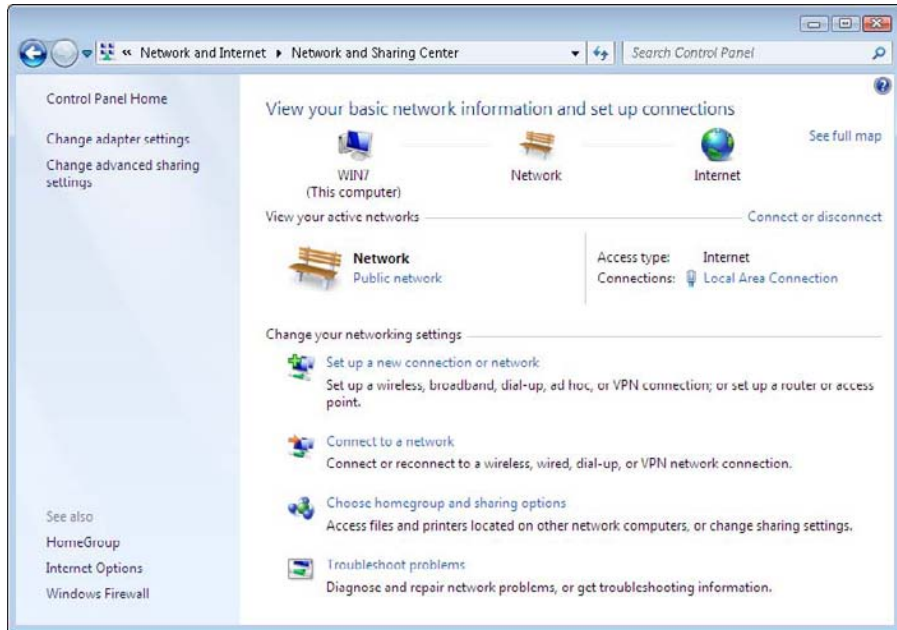 « Network and Internet ▸ Network and Sharing Center
Search Control Panel
Control Panel Home
Change adapter settings
Change advanced sharing
settings
See also
HomeGroup
Internet Options
Windows Firewall
View your basic network information and set up connections
See full map
WIN7
(This computer)
Network
Internet
View your active networks
Connect or disconnect
Network
Public network
Access type: Internet
Connections: Local Area Connection
Change your networking settings
Set up a new connection or network
Set up a wireless, broadband, dial-up, ad hoc, or VPN connection; or set up a router or access
point.
Connect to a network
Connect or reconnect to a wireless, wired, dial-up, or VPN network connection.
Choose homegroup and sharing options
Access files and printers located on other network computers, or change sharing settings.
Troubleshoot problems
Diagnose and repair network problems, or get troubleshooting information.